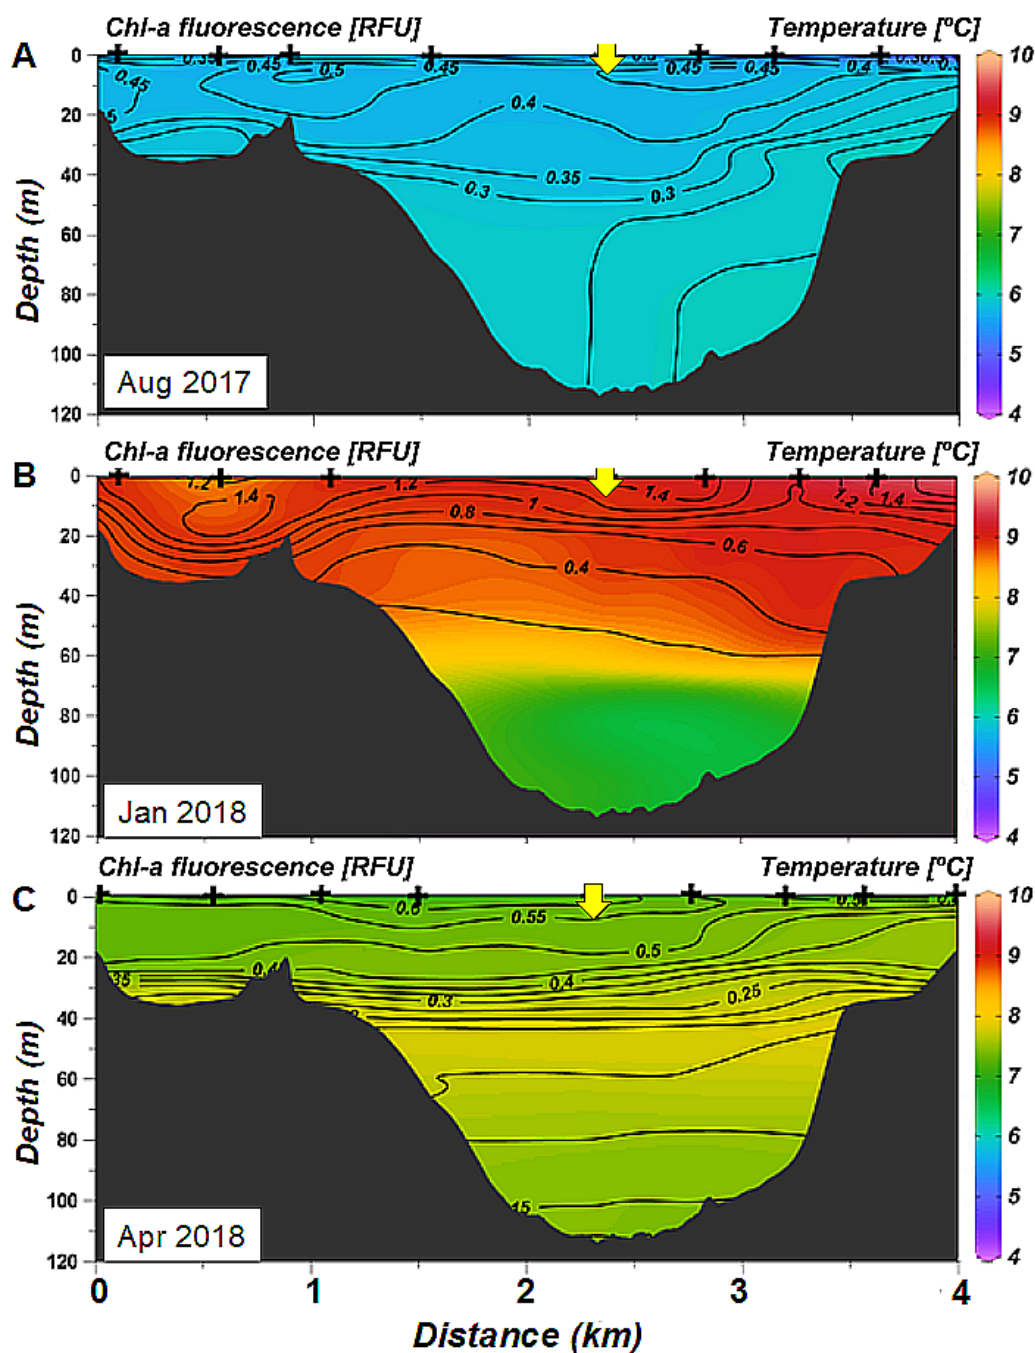 A
Chl-a fluorescence [RFU] Temperature [ºC]
0 20 40 60 80 100 120
Depth (m)
0.35 0.45 0.45 0.5 0.45 0.45 0.45 0.4 0.4 0.35 0.3 0.3
Aug 2017
10 9 8 7 6 5 4
B
Chl-a fluorescence [RFU] Temperature [ºC]
0 20 40 60 80 100 120
Depth (m)
1.2 1.4 1.2 1 1.4 1.2 1.4 0.8 0.6 0.4
Jan 2018
10 9 8 7 6 5 4
C
Chl-a fluorescence [RFU] Temperature [ºC]
0 20 40 60 80 100 120
Depth (m)
0.6 0.55 0.5 0.4 0.3 0.25
Apr 2018
10 9 8 7 6 5 4
0 1 2 3 4
Distance (km)